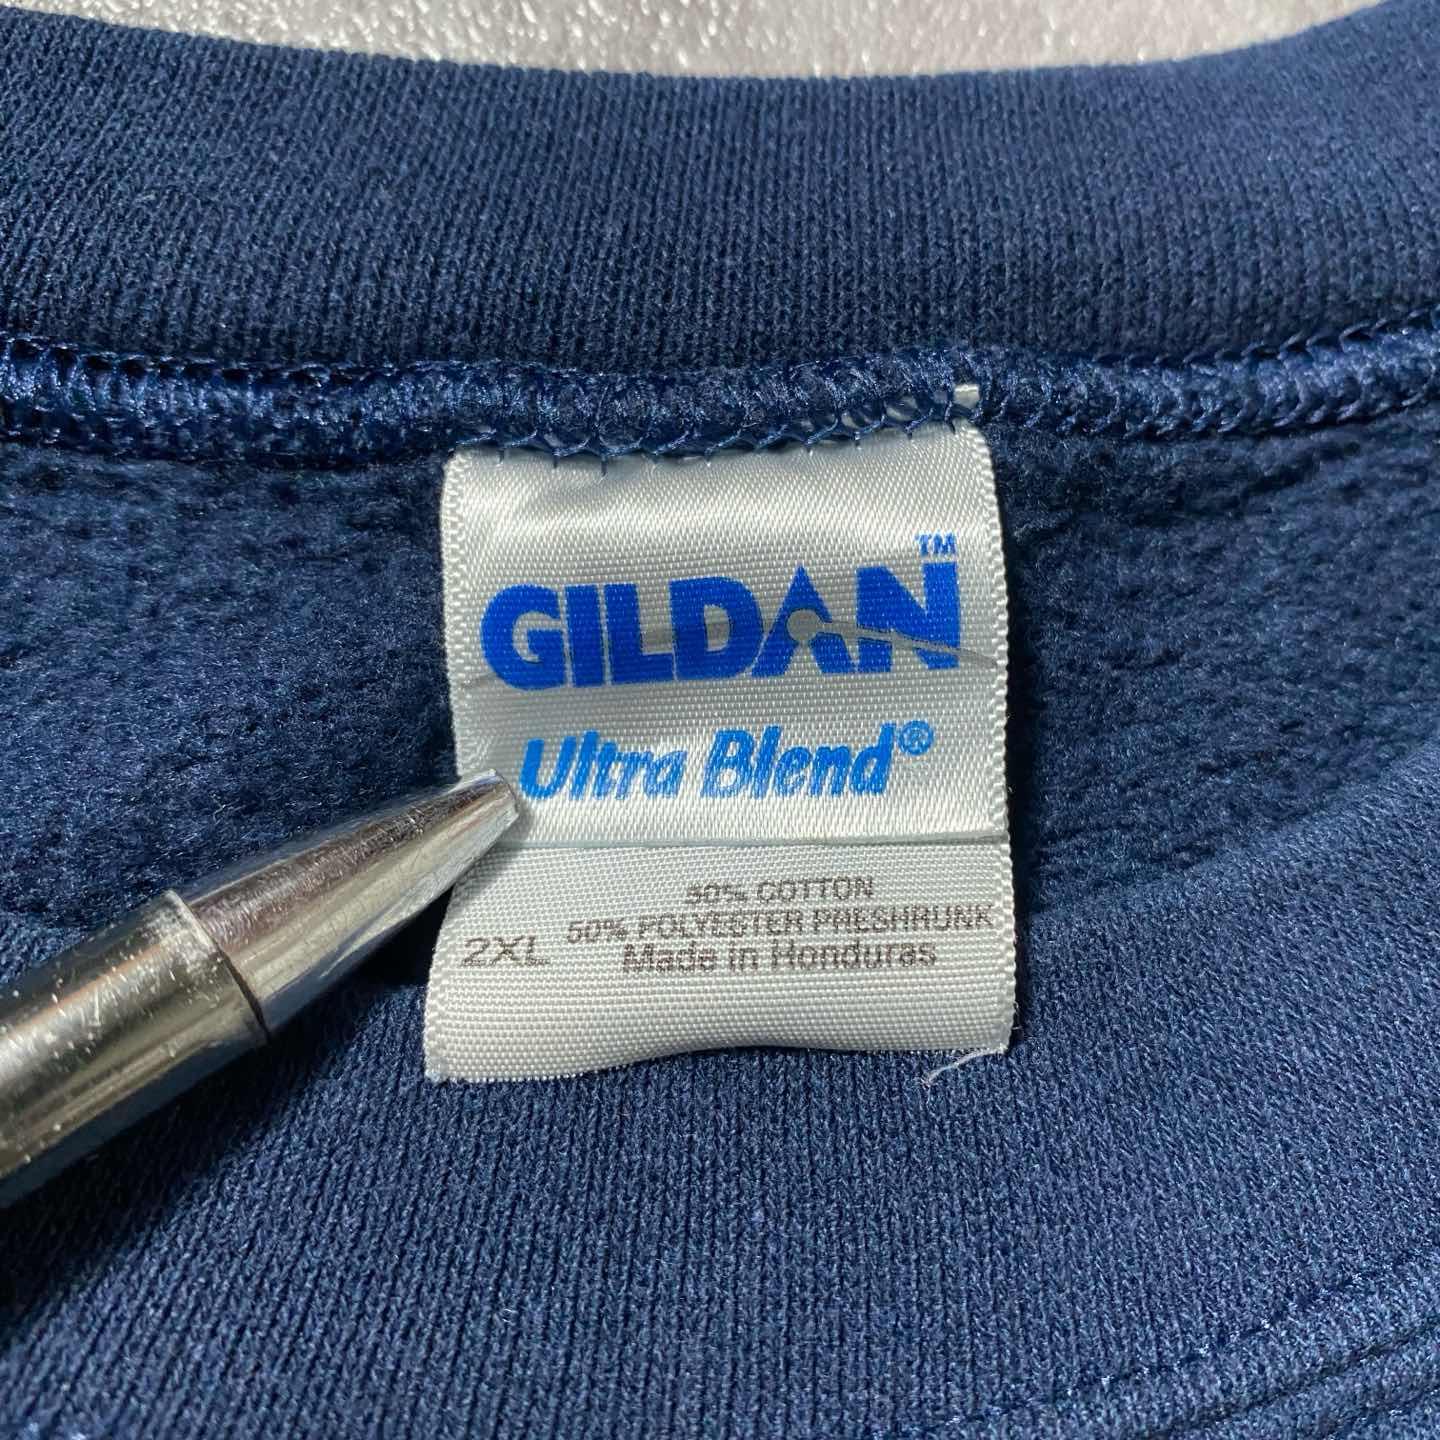 GILDAN™
Ultra Blend®
50% COTTON
50% POLYESTER PRESHRUNK
2XL Made in Honduras